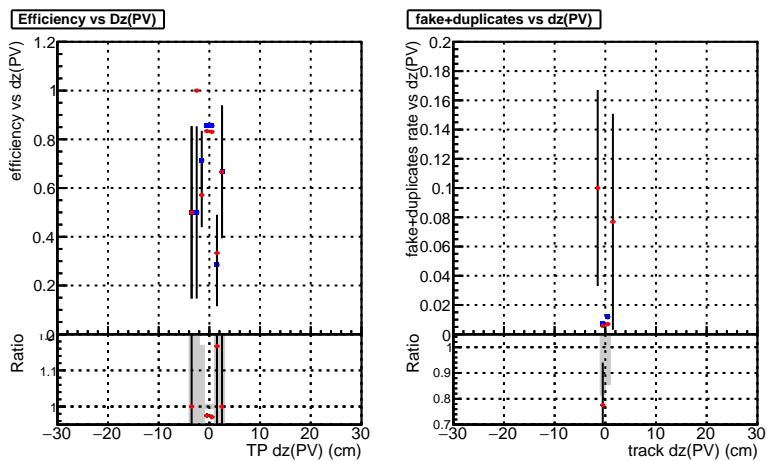 Efficiency vs Dz(PV)
efficiency vs dz(PV)
1.2
1
0.8
0.6
0.4
0.2
0
Ratio
1.1
1
−30 −20 −10 0 10 20 30
TP dz(PV) (cm)
fake+duplicates vs dz(PV)
fake+duplicates rate vs dz(PV)
0.2
0.18
0.16
0.14
0.12
0.1
0.08
0.06
0.04
0.02
0
Ratio
1
0.9
0.8
0.7
−30 −20 −10 0 10 20 30
track dz(PV) (cm)